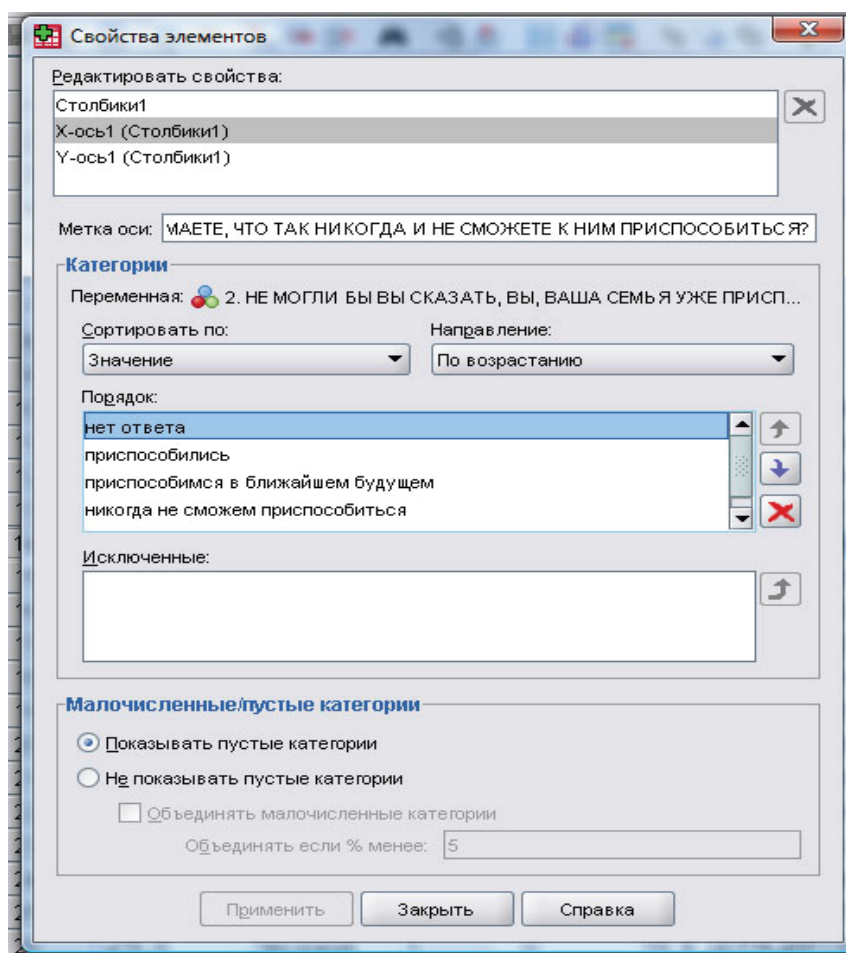 Свойства элементов
Редактировать свойства:
Столбики1
X-ось1 (Столбики1)
Y-ось1 (Столбики1)
Метка оси: МАЕТЕ, ЧТО ТАК НИКОГДА И НЕ СМОЖЕТЕ К НИМ ПРИСПОСОБИТЬСЯ?
Категории
Переменная: 2. НЕ МОГЛИ БЫ ВЫ СКАЗАТЬ, ВЫ, ВАША СЕМЬЯ УЖЕ ПРИСП...
Сортировать по: Направление:
Значение По возрастанию
Порядок:
нет ответа
приспособились
приспособимся в ближайшем будущем
никогда не сможем приспособиться
Исключенные:
Малочисленные/пустые категории
Показывать пустые категории
Не показывать пустые категории
Объединять малочисленные категории
Объединять если % менее: 5
Применить Закрыть Справка